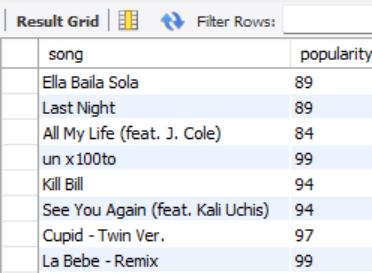 Result Grid Filter Rows:
song popularity
Ella Baila Sola 89
Last Night 89
All My Life (feat. J. Cole) 84
un x100to 99
Kill Bill 94
See You Again (feat. Kali Uchis) 94
Cupid - Twin Ver. 97
La Bebe - Remix 99